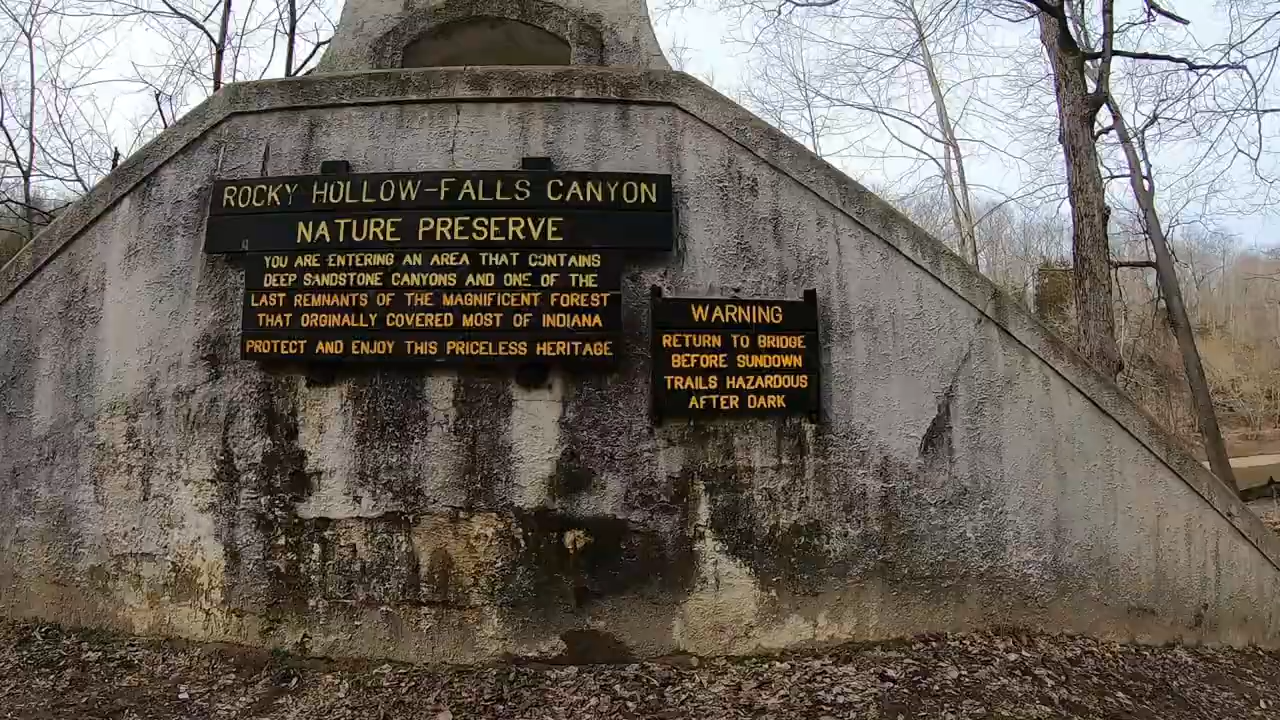 ROCKY HOLLOW-FALLS CANYON
NATURE PRESERVE
YOU ARE ENTERING AN AREA THAT CONTAINS
DEEP SANDSTONE CANYONS AND ONE OF THE
LAST REMNANTS OF THE MAGNIFICENT FOREST
THAT ORGINALLY COVERED MOST OF INDIANA
PROTECT AND ENJOY THIS PRICELESS HERITAGE
WARNING
RETURN TO BRIDGE
BEFORE SUNDOWN
TRAILS HAZARDOUS
AFTER DARK